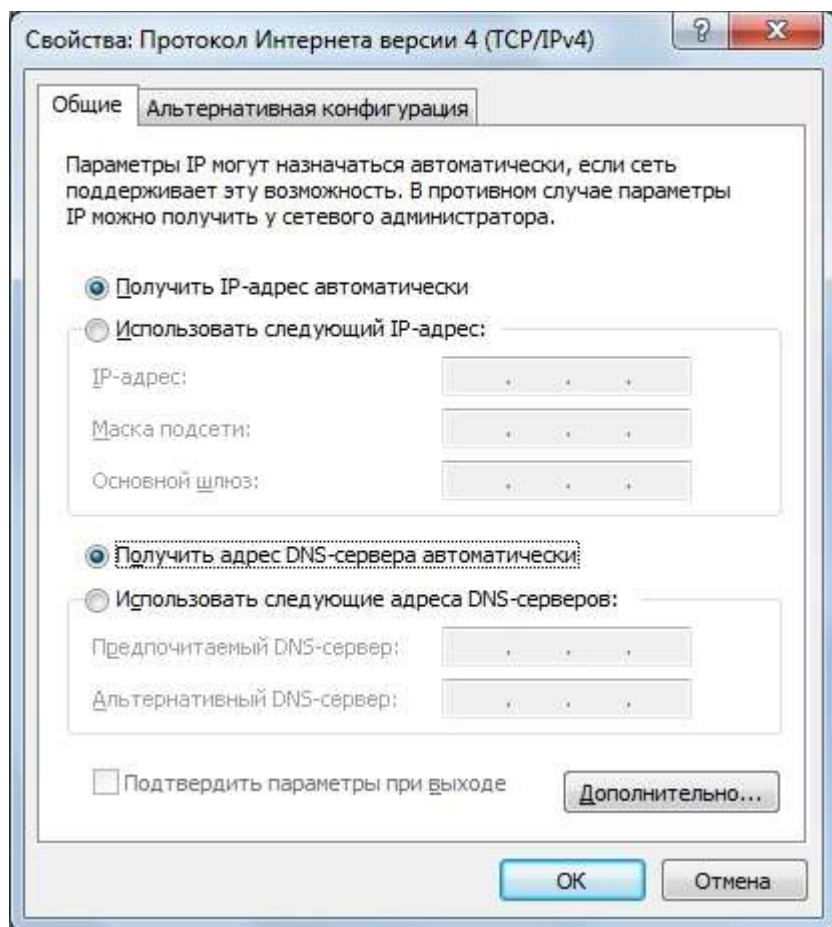 Свойства: Протокол Интернета версии 4 (TCP/IPv4)
Общие
Альтернативная конфигурация
Параметры IP могут назначаться автоматически, если сеть
поддерживает эту возможность. В противном случае параметры
IP можно получить у сетевого администратора.
Получить IP-адрес автоматически
Использовать следующий IP-адрес:
IP-адрес:
Маска подсети:
Основной шлюз:
Получить адрес DNS-сервера автоматически
Использовать следующие адреса DNS-серверов:
Предпочитаемый DNS-сервер:
Альтернативный DNS-сервер:
Подтвердить параметры при выходе
Дополнительно...
ОК
Отмена